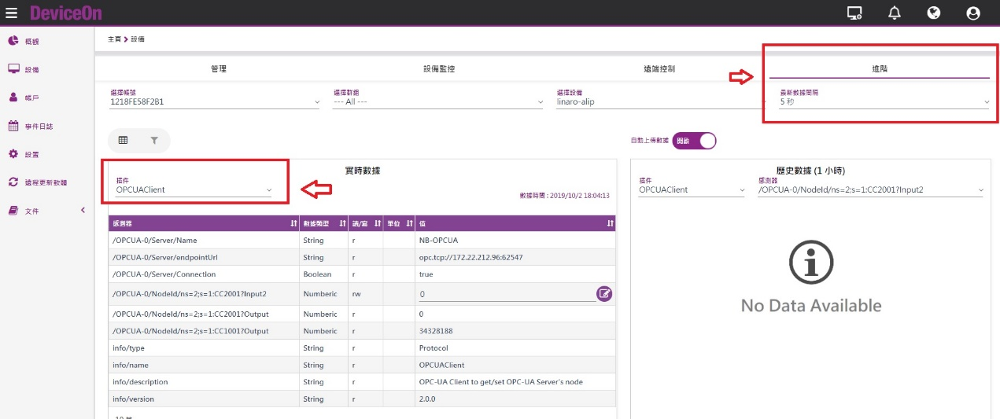 DeviceOn
概觀
設備
帳戶
事件日誌
設置
遠程更新軟體
文件
主頁 > 設備
管理 設備監控 遠端控制 進階
選擇帳號 選擇群組 選擇設備 最新數據間隔
1218FE58F2B1 --- All --- linaro-alip 5 秒
自動上傳數據 開啟
實時數據
插件
OPCUAClient
數據時間 : 2019/10/2 18:04:13
感測器 數據類型 讀/寫 單位 值
/OPCUA-0/Server/Name String r NB-OPCUA
/OPCUA-0/Server/endpointUrl String r opc.tcp://172.22.212.96:62547
/OPCUA-0/Server/Connection Boolean r true
/OPCUA-0/NodeId/ns=2;s=1:CC2001?Input2 Numberic rw 0
/OPCUA-0/NodeId/ns=2;s=1:CC2001?Output Numberic r 0
/OPCUA-0/NodeId/ns=2;s=1:CC1001?Output Numberic r 34328188
info/type String r Protocol
info/name String r OPCUAClient
info/description String r OPC-UA Client to get/set OPC-UA Server's node
info/version String r 2.0.0
歷史數據 (1 小時)
插件 感測器
OPCUAClient /OPCUA-0/NodeId/ns=2;s=1:CC2001?Input2
No Data Available